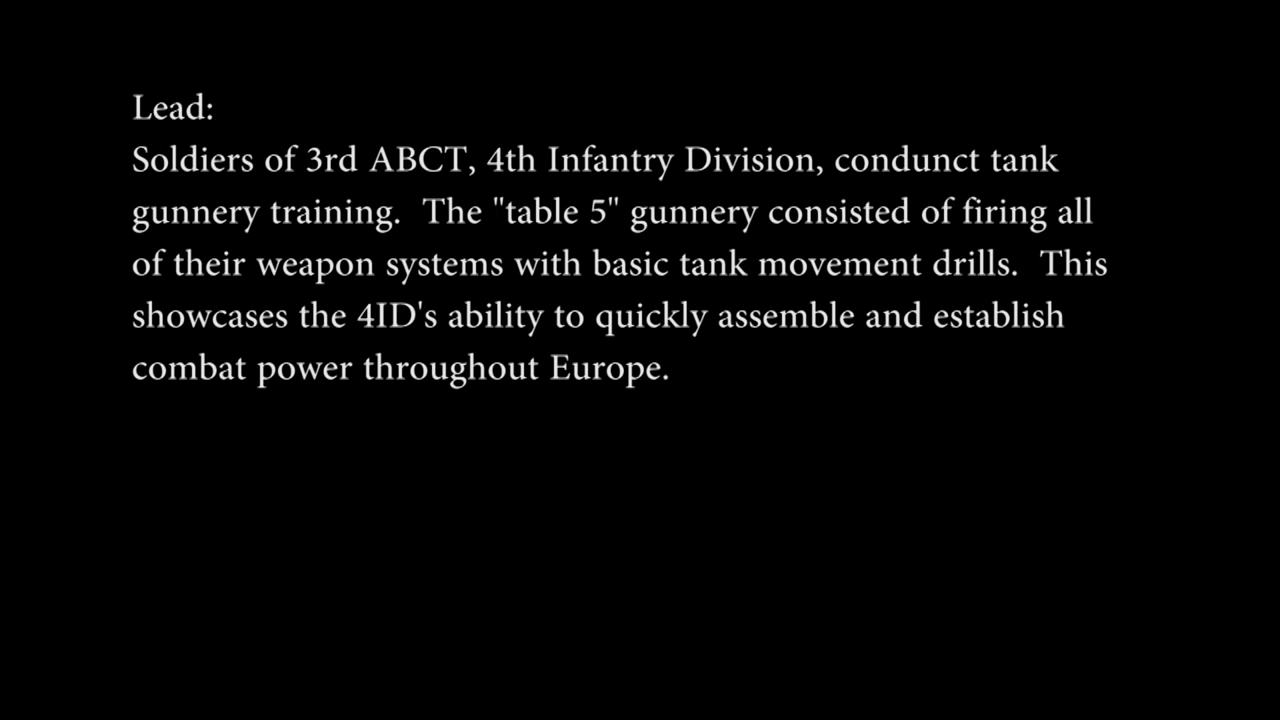 Lead:
Soldiers of 3rd ABCT, 4th Infantry Division, condunct tank
gunnery training.  The "table 5" gunnery consisted of firing all
of their weapon systems with basic tank movement drills.  This
showcases the 4ID's ability to quickly assemble and establish
combat power throughout Europe.